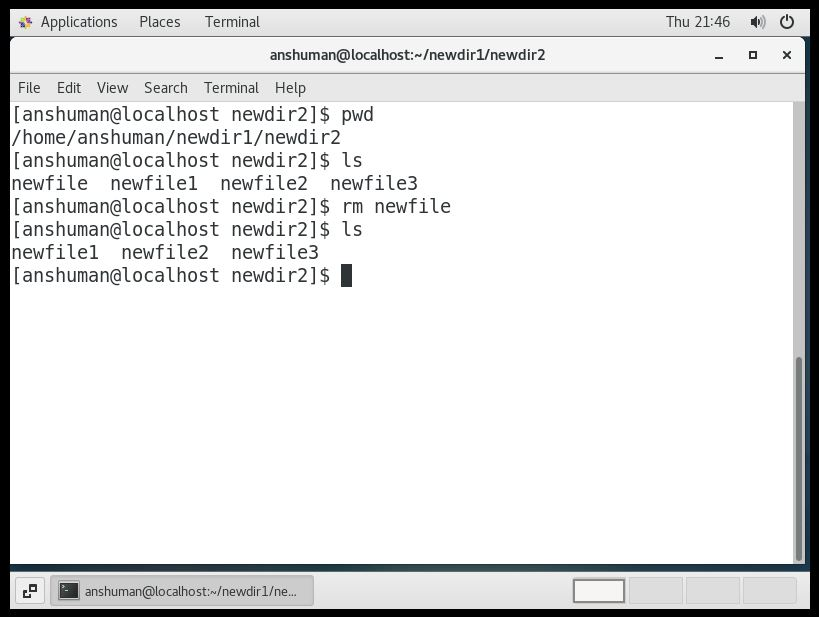 Applications Places Terminal Thu 21:46
anshuman@localhost:~/newdir1/newdir2
File Edit View Search Terminal Help
[anshuman@localhost newdir2]$ pwd
/home/anshuman/newdir1/newdir2
[anshuman@localhost newdir2]$ ls
newfile  newfile1  newfile2  newfile3
[anshuman@localhost newdir2]$ rm newfile
[anshuman@localhost newdir2]$ ls
newfile1  newfile2  newfile3
[anshuman@localhost newdir2]$
anshuman@localhost:~/newdir1/ne...